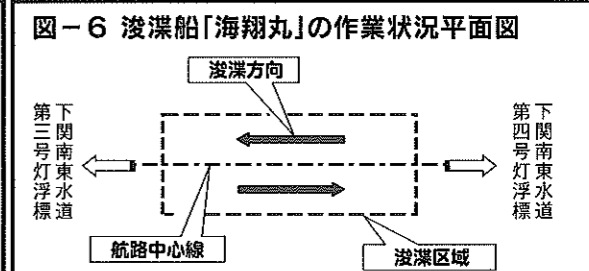 図－6 浚渫船「海翔丸」の作業状況平面図
浚渫方向
下関南東水道
第三号灯浮標
下関南東水道
第四号灯浮標
航路中心線
浚渫区域